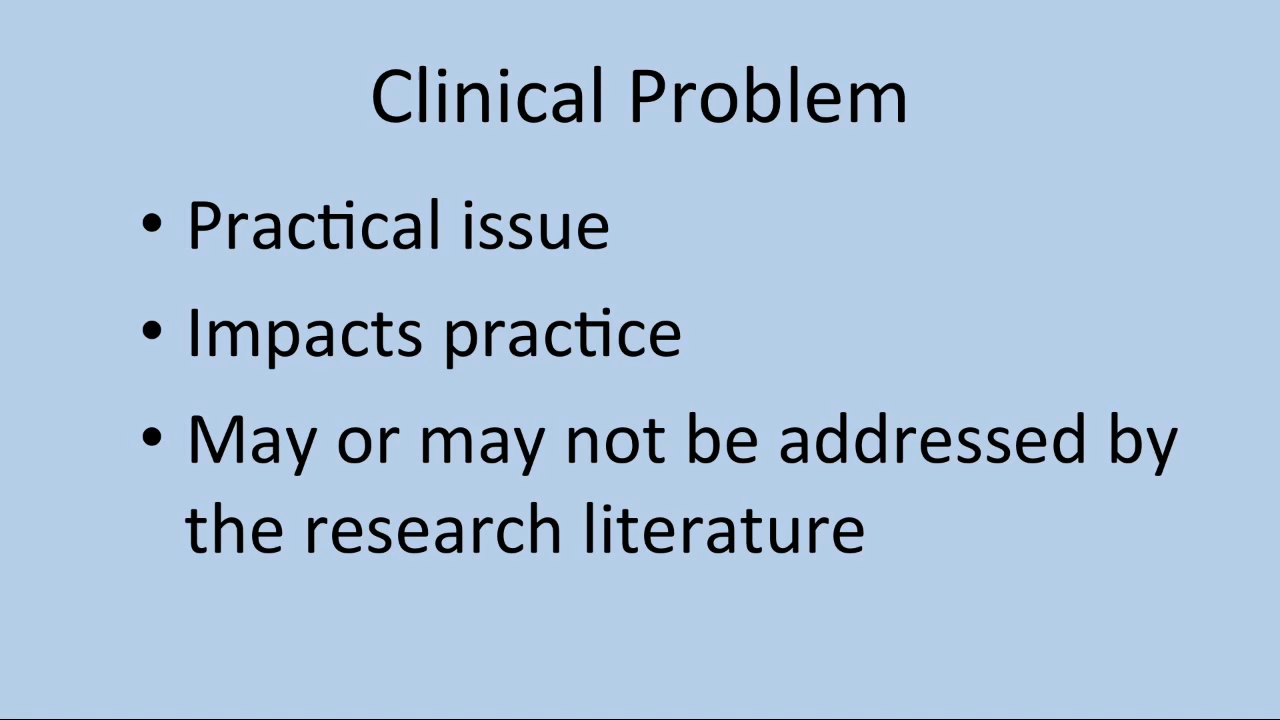 Clinical Problem
• Practical issue
• Impacts practice
• May or may not be addressed by
the research literature